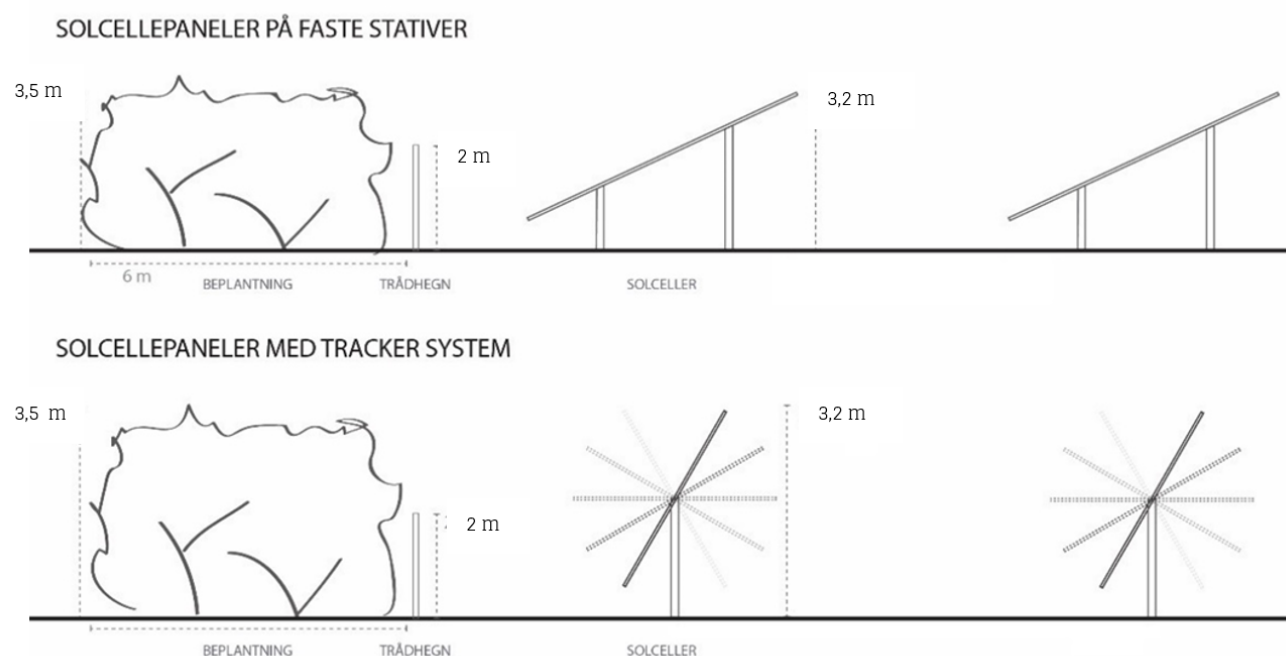 SOLCELLEPANELER PÅ FASTE STATIVER
3,5 m
2 m
3,2 m
6 m
BEPLANTNING
TRÅDHEGN
SOLCELLER
SOLCELLEPANELER MED TRACKER SYSTEM
3,5 m
2 m
3,2 m
BEPLANTNING
TRÅDHEGN
SOLCELLER